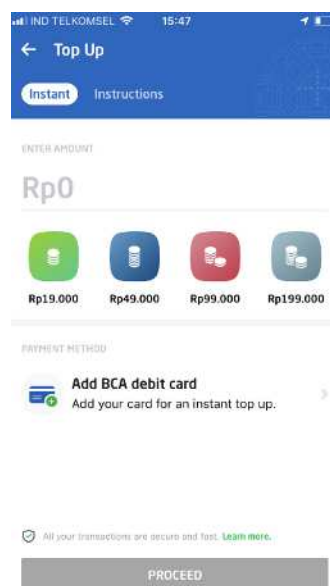 IND TELKOMSEL 15:47
Top Up
Instant Instructions
ENTER AMOUNT
Rp0
Rp19.000 Rp49.000 Rp99.000 Rp199.000
PAYMENT METHOD
Add BCA debit card
Add your card for an instant top up.
All your transactions are secure and fast. Learn more.
PROCEED